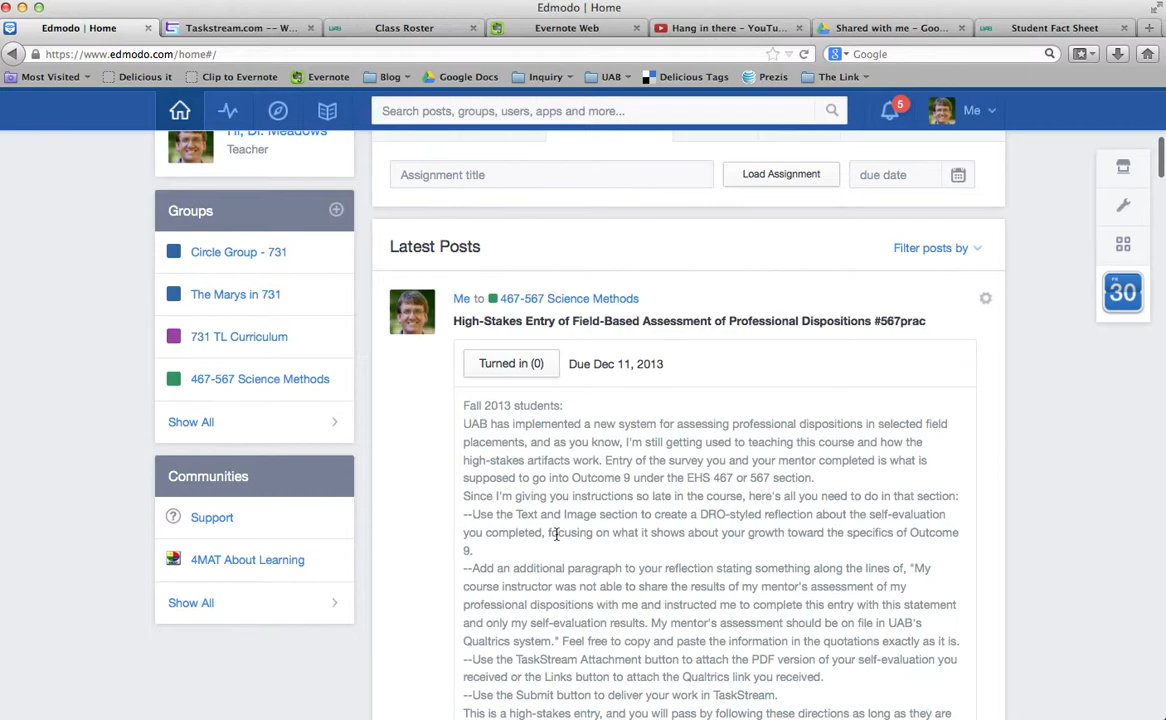 Edmodo | Home
Edmodo | Home
Taskstream.com -- W...
Class Roster
Evernote Web
Hang in there - YouTu...
Shared with me - Goo...
Student Fact Sheet
https://www.edmodo.com/home#/
Google
Most Visited
Delicious it
Clip to Evernote
Evernote
Blog
Google Docs
Inquiry
UAB
Delicious Tags
Prezis
The Link
Search posts, groups, users, apps and more...
5
Me
Hi, Dr. Meadows
Teacher
Assignment title
Load Assignment
due date
Groups
Circle Group - 731
The Marys in 731
731 TL Curriculum
467-567 Science Methods
Show All
Communities
Support
4MAT About Learning
Show All
Latest Posts
Filter posts by
Me to 467-567 Science Methods
High-Stakes Entry of Field-Based Assessment of Professional Dispositions #567prac
Turned in (0)
Due Dec 11, 2013
Fall 2013 students:
UAB has implemented a new system for assessing professional dispositions in selected field
placements, and as you know, I'm still getting used to teaching this course and how the
high-stakes artifacts work. Entry of the survey you and your mentor completed is what is
supposed to go into Outcome 9 under the EHS 467 or 567 section.
Since I'm giving you instructions so late in the course, here's all you need to do in that section:
--Use the Text and Image section to create a DRO-styled reflection about the self-evaluation
you completed, focusing on what it shows about your growth toward the specifics of Outcome
9.
--Add an additional paragraph to your reflection stating something along the lines of, "My
course instructor was not able to share the results of my mentor's assessment of my
professional dispositions with me and instructed me to complete this entry with this statement
and only my self-evaluation results. My mentor's assessment should be on file in UAB's
Qualtrics system." Feel free to copy and paste the information in the quotations exactly as it is.
--Use the TaskStream Attachment button to attach the PDF version of your self-evaluation you
received or the Links button to attach the Qualtrics link you received.
--Use the Submit button to deliver your work in TaskStream.
This is a high-stakes entry, and you will pass by following these directions as long as they are
30